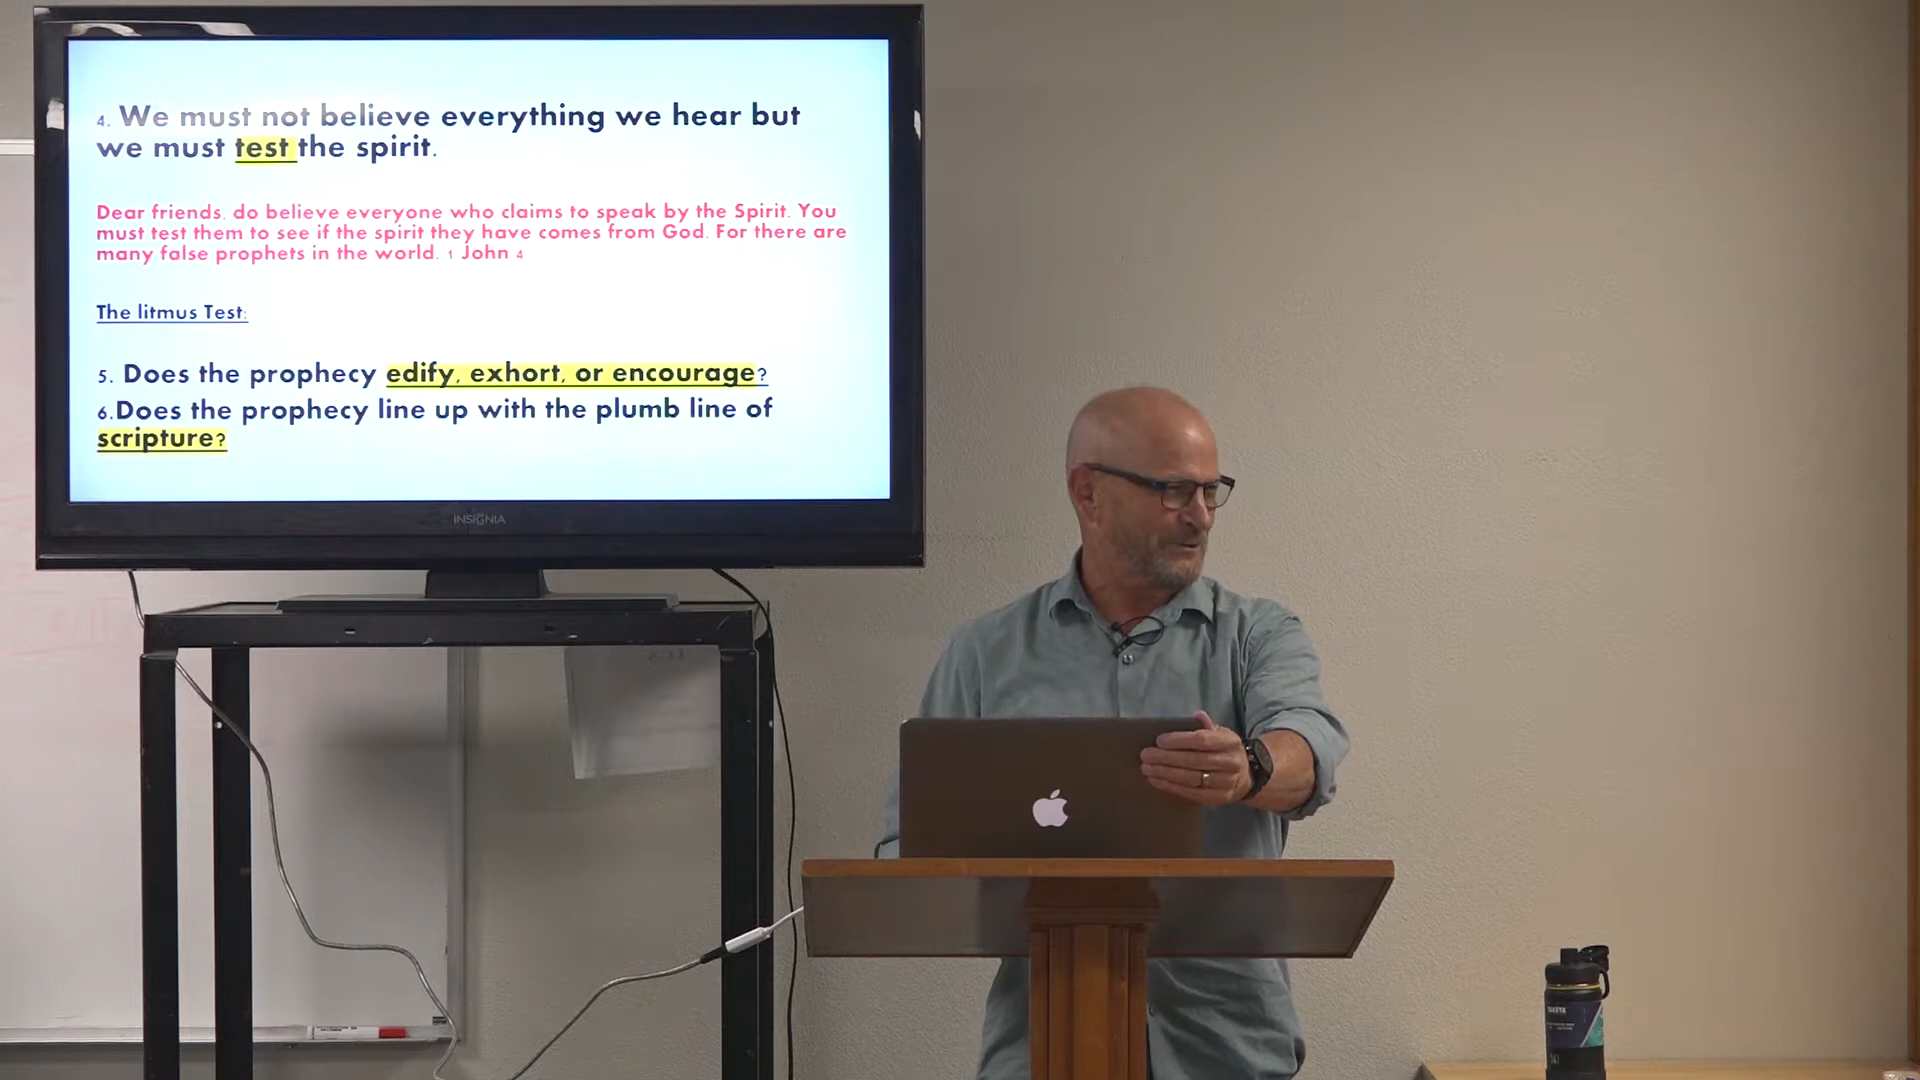 4. We must not believe everything we hear but
we must test the spirit.
Dear friends, do believe everyone who claims to speak by the Spirit. You
must test them to see if the spirit they have comes from God. For there are
many false prophets in the world. 1 John 4
The litmus Test:
5. Does the prophecy edify, exhort, or encourage?
6.Does the prophecy line up with the plumb line of
scripture?
INSIGNIA